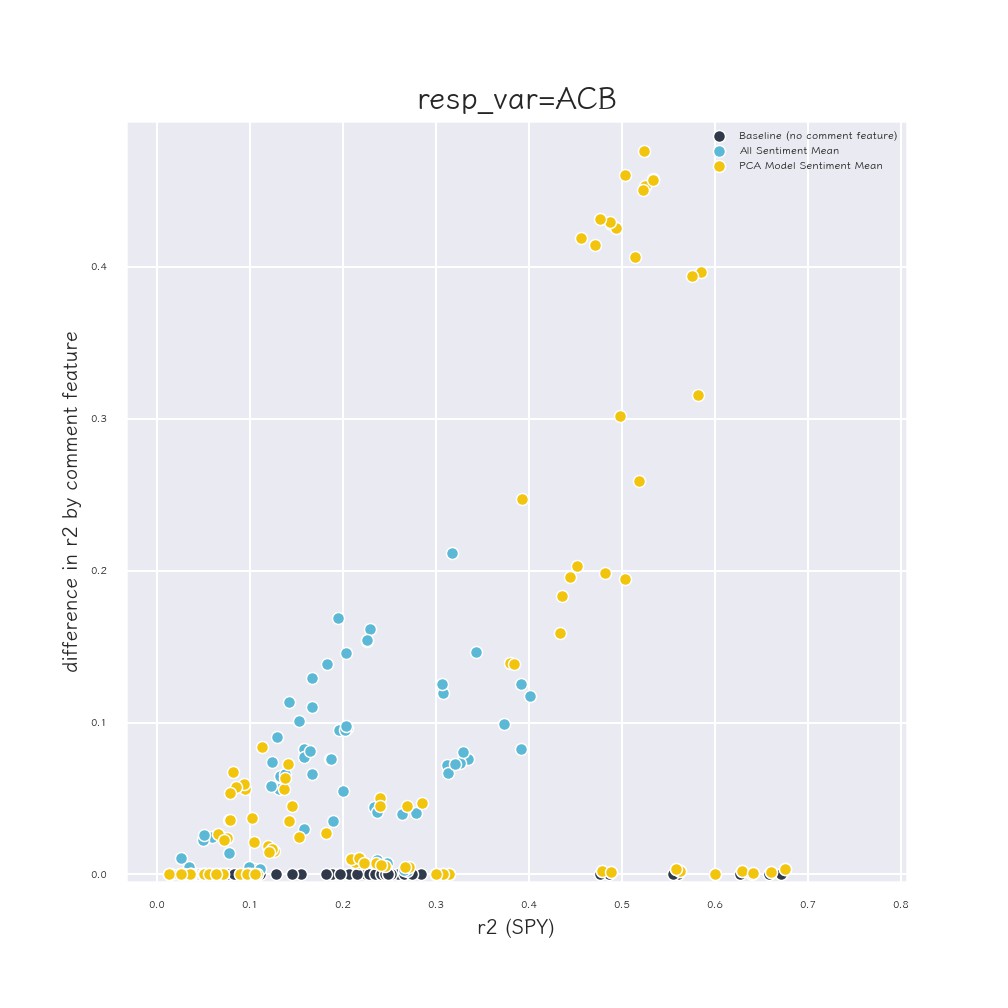 resp_var=ACB
Baseline (no comment feature)
All Sentiment Mean
PCA Model Sentiment Mean
difference in r2 by comment feature
0.4
0.3
0.2
0.1
0.0
0.0 0.1 0.2 0.3 0.4 0.5 0.6 0.7 0.8
r2 (SPY)